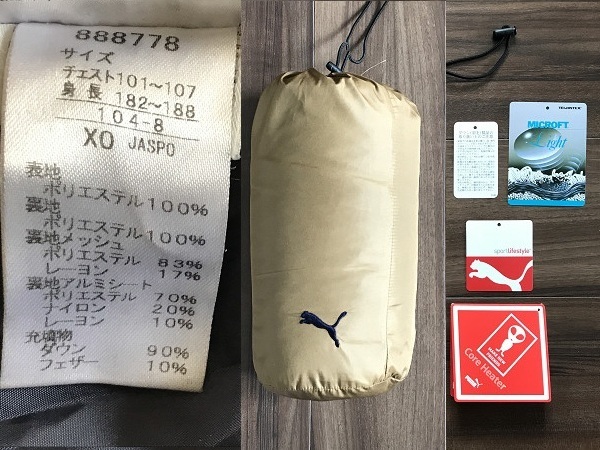 888778
サイズ
チェスト101～107
身長 182～188
104-8
XO JASPO
表地
ポリエステル100%
裏地
ポリエステル100%
裏地メッシュ
ポリエステル 83%
レーヨン 17%
裏地アルミシート
ポリエステル 70%
ナイロン 20%
レーヨン 10%
充填物
ダウン 90%
フェザー 10%
MICROFT
Light
sportlifestyle
Core Heater